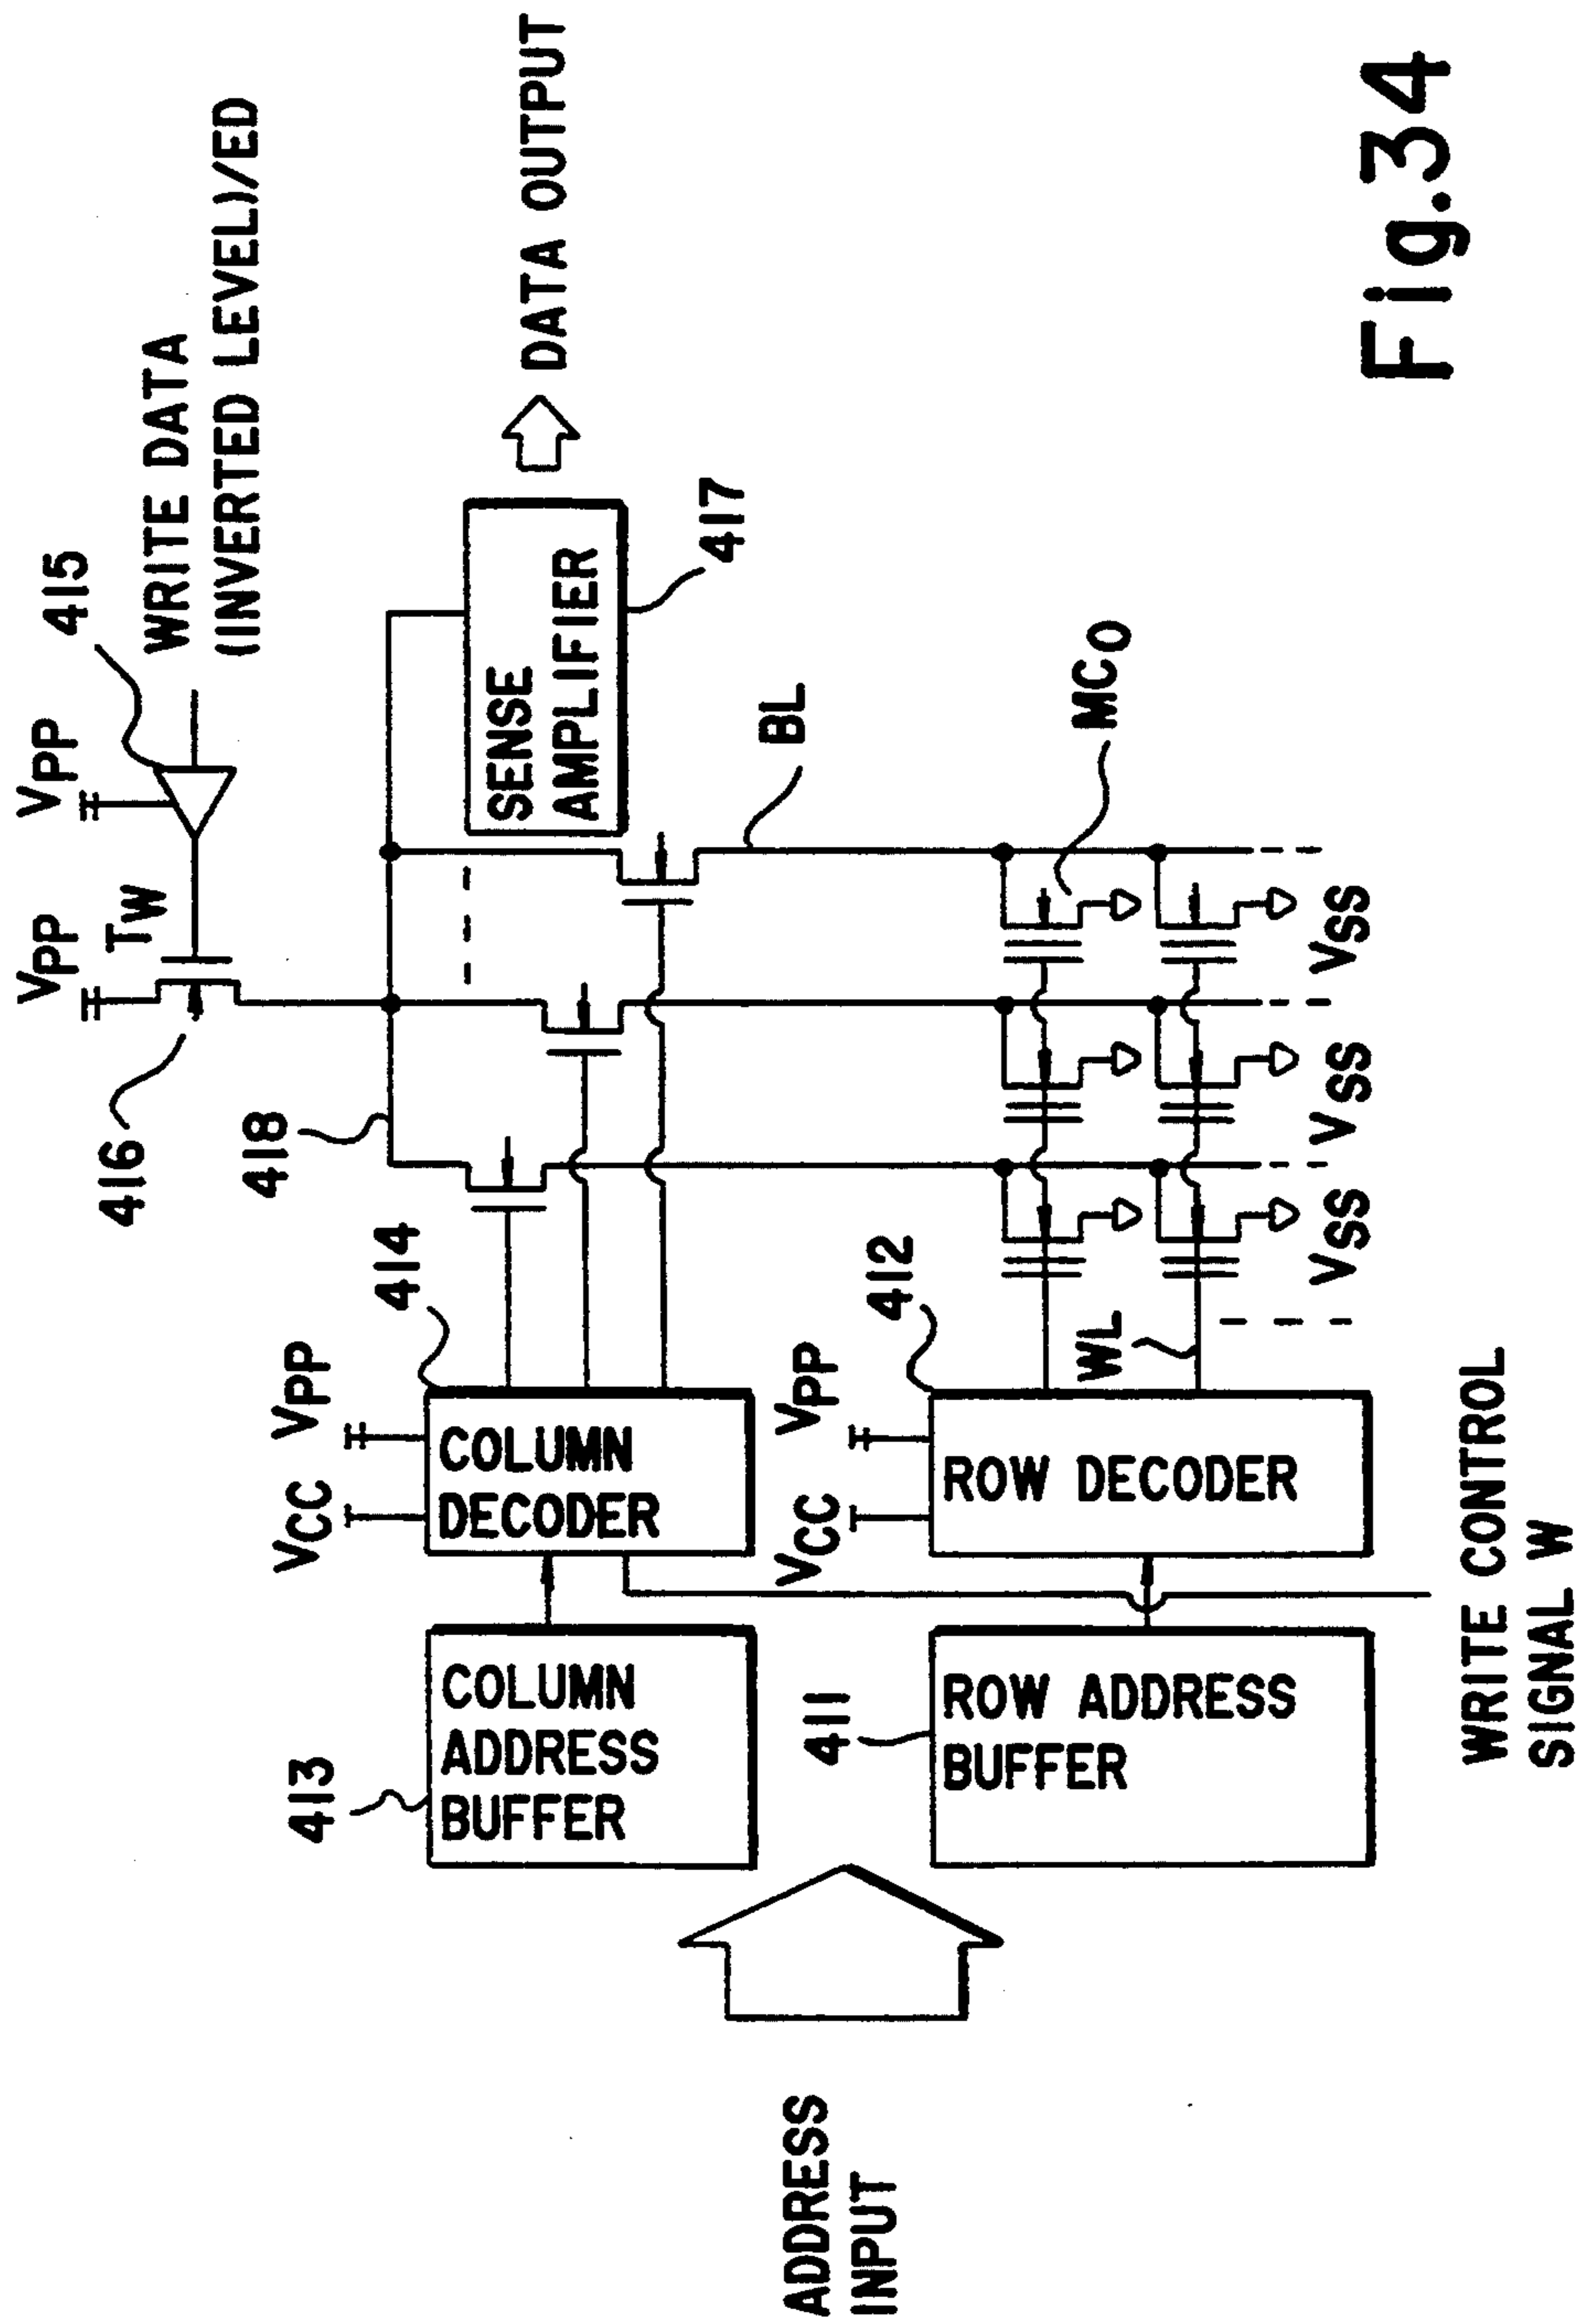 VPP
VPP
415
TW
416
WRITE DATA
(INVERTED LEVEL)/ED
418
414
VCC
VPP
413
COLUMN
ADDRESS
BUFFER
COLUMN
DECODER
SENSE
AMPLIFIER
DATA OUTPUT
417
BL
ADDRESS
INPUT
411
412
VCC
VPP
ROW ADDRESS
BUFFER
ROW DECODER
WL
MCO
VSS
VSS
VSS
WRITE CONTROL
SIGNAL W
Fig.34